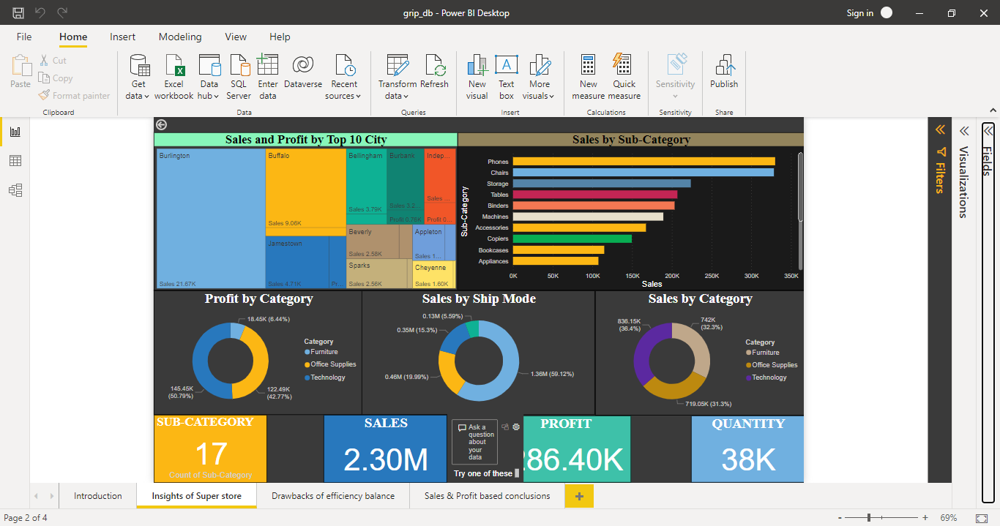 grip_db - Power BI Desktop
Sign in
File Home Insert Modeling View Help
Paste
Cut
Copy
Format painter
Clipboard
Get data
Excel workbook
Data hub
SQL Server
Enter data
Dataverse
Recent sources
Data
Transform data
Refresh
Queries
New visual
Text box
More visuals
Insert
New measure
Quick measure
Calculations
Sensitivity
Sensitivity
Publish
Share
Sales and Profit by Top 10 City
Burlington
Sales 21.67K
Buffalo
Sales 9.06K
Jamestown
Sales 4.71K
Pr...
Bellingham
Sales 3.79K
Burbank
Sales 3.2...
Profit 0.76K
Indep...
Sales ...
Profit 0...
Beverly
Sales 2.58K
Appleton
Sales 1...
Sparks
Sales 2.56K
Cheyenne
Sales 1.60K
Sales by Sub-Category
Sub-Category
Phones
Chairs
Storage
Tables
Binders
Machines
Accessories
Copiers
Bookcases
Appliances
0K 50K 100K 150K 200K 250K 300K 350K
Sales
Profit by Category
18.45K (6.44%)
145.45K
(50.79%)
122.49K
(42.77%)
Category
Furniture
Office Supplies
Technology
Sales by Ship Mode
0.13M (5.59%)
0.35M (15.3%)
0.46M (19.99%)
1.36M (59.12%)
Sales by Category
836.15K
(36.4%)
742K
(32.3%)
719.05K (31.3%)
Category
Furniture
Office Supplies
Technology
SUB-CATEGORY
17
Count of Sub-Category
SALES
2.30M
Ask a
question
about
your
data
Try one of these
PROFIT
86.40K
QUANTITY
38K
Filters
Visualizations
Fields
Introduction
Insights of Super store
Drawbacks of efficiency balance
Sales & Profit based conclusions
+
Page 2 of 4
- + 69%